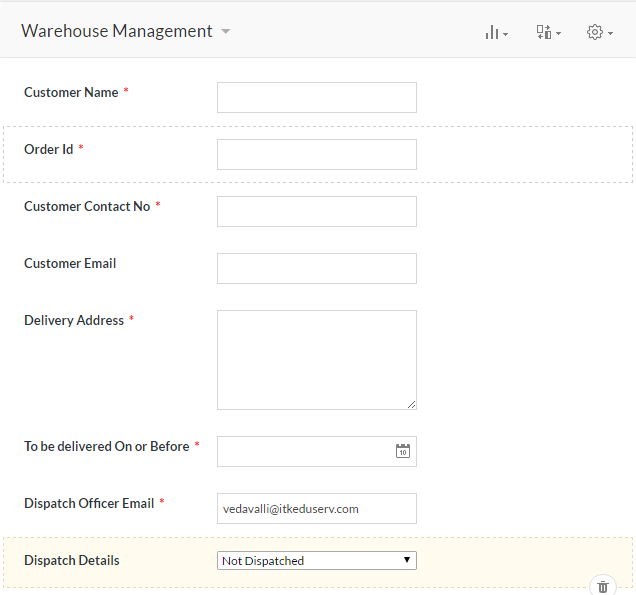 Warehouse Management
Customer Name *
Order Id *
Customer Contact No *
Customer Email
Delivery Address *
To be delivered On or Before * 10
Dispatch Officer Email * vedavalli@itkeduserv.com
Dispatch Details Not Dispatched